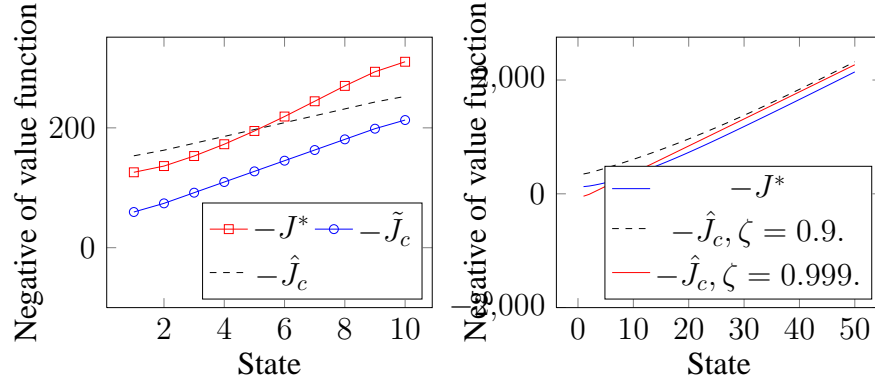 Negative of value function
200
0
2
4
6
8
10
State
−J*
−J̃c
−Ĵc
Negative of value function
2,000
0
−2,000
0
10
20
30
40
50
State
−J*
−Ĵc, ζ = 0.9.
−Ĵc, ζ = 0.999.